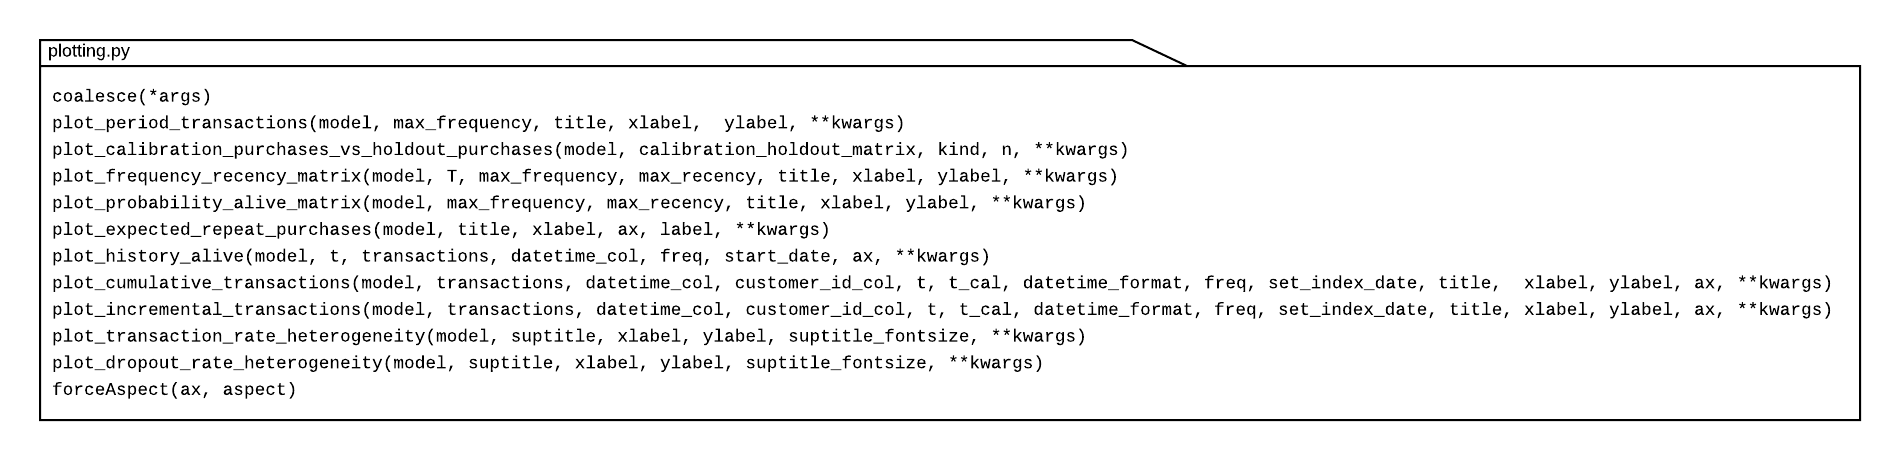 plotting.py
coalesce(*args)
plot_period_transactions(model, max_frequency, title, xlabel,  ylabel, **kwargs)
plot_calibration_purchases_vs_holdout_purchases(model, calibration_holdout_matrix, kind, n, **kwargs)
plot_frequency_recency_matrix(model, T, max_frequency, max_recency, title, xlabel, ylabel, **kwargs)
plot_probability_alive_matrix(model, max_frequency, max_recency, title, xlabel, ylabel, **kwargs)
plot_expected_repeat_purchases(model, title, xlabel, ax, label, **kwargs)
plot_history_alive(model, t, transactions, datetime_col, freq, start_date, ax, **kwargs)
plot_cumulative_transactions(model, transactions, datetime_col, customer_id_col, t, t_cal, datetime_format, freq, set_index_date, title,  xlabel, ylabel, ax, **kwargs)
plot_incremental_transactions(model, transactions, datetime_col, customer_id_col, t, t_cal, datetime_format, freq, set_index_date, title, xlabel, ylabel, ax, **kwargs)
plot_transaction_rate_heterogeneity(model, suptitle, xlabel, ylabel, suptitle_fontsize, **kwargs)
plot_dropout_rate_heterogeneity(model, suptitle, xlabel, ylabel, suptitle_fontsize, **kwargs)
forceAspect(ax, aspect)